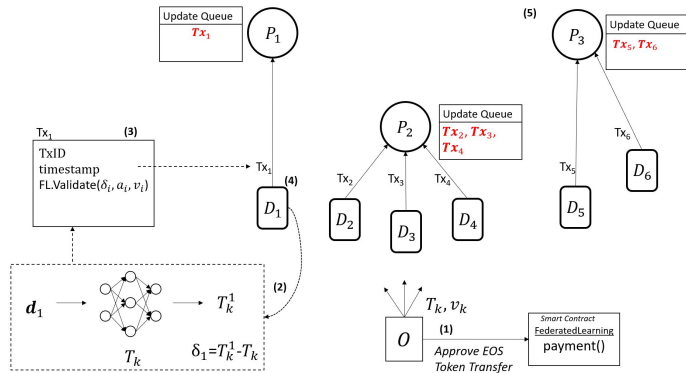 Update Queue
Tx₁
P₁
(5)
P₃
Update Queue
Tx₅, Tx₆
Tx₁
(3)
TxID
timestamp
FL.Validate(δᵢ, aᵢ, vᵢ)
Tx₁
(4)
D₁
P₂
Update Queue
Tx₂, Tx₃,
Tx₄
Tx₂
Tx₃
Tx₄
D₂
D₃
D₄
Tx₅
Tx₆
D₅
D₆
(2)
d₁
Tₖ
Tₖ¹
δ₁=Tₖ¹-Tₖ
Tₖ, vₖ
O
(1)
Approve EOS
Token Transfer
Smart Contract
FederatedLearning
payment()